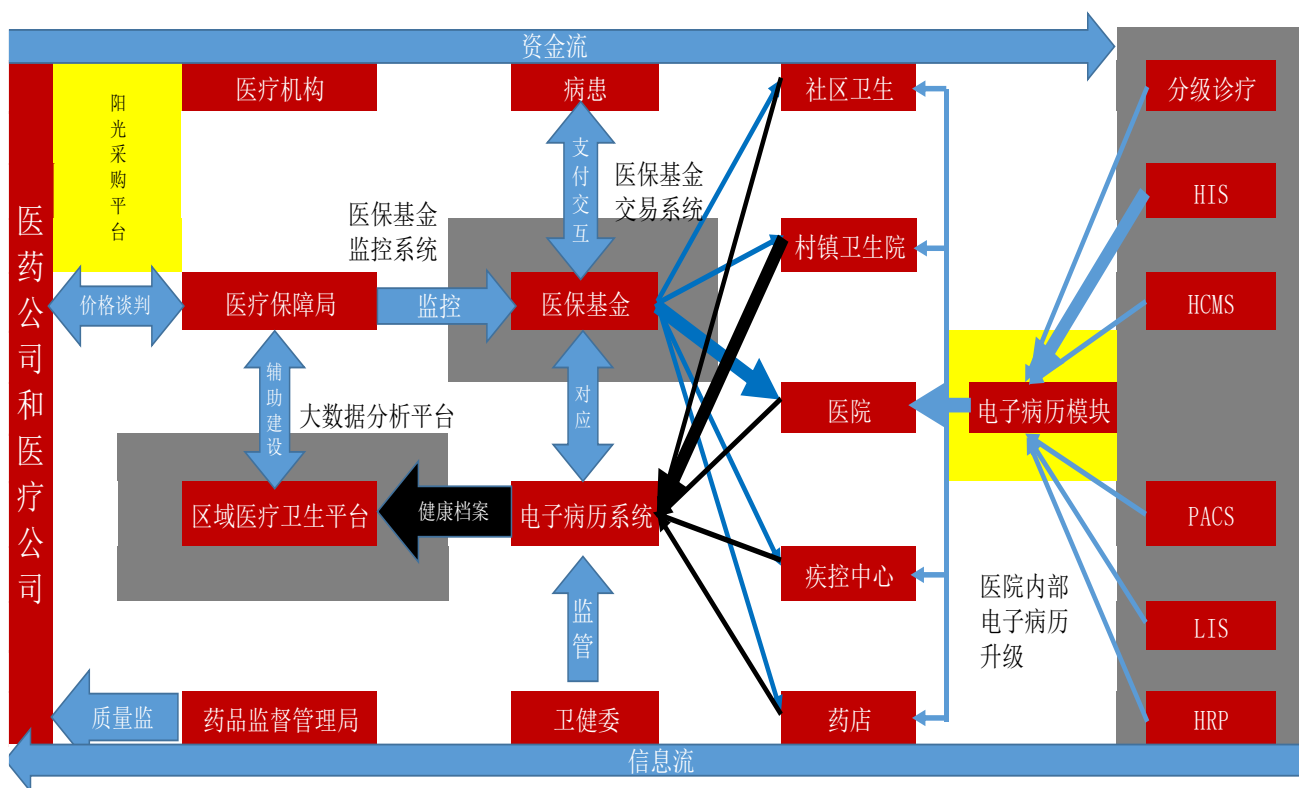 资金流
医疗机构
病患
社区卫生
分级诊疗
阳光采购平台
支付交互
医保基金
交易系统
HIS
医药公司和医疗公司
医保基金
监控系统
村镇卫生院
价格谈判
医疗保障局
监控
医保基金
HCMS
辅助建设
对应
大数据分析平台
医院
电子病历模块
区域医疗卫生平台
健康档案
电子病历系统
PACS
疾控中心
医院内部
电子病历
升级
监管
LIS
质量监
药品监督管理局
卫健委
药店
HRP
信息流